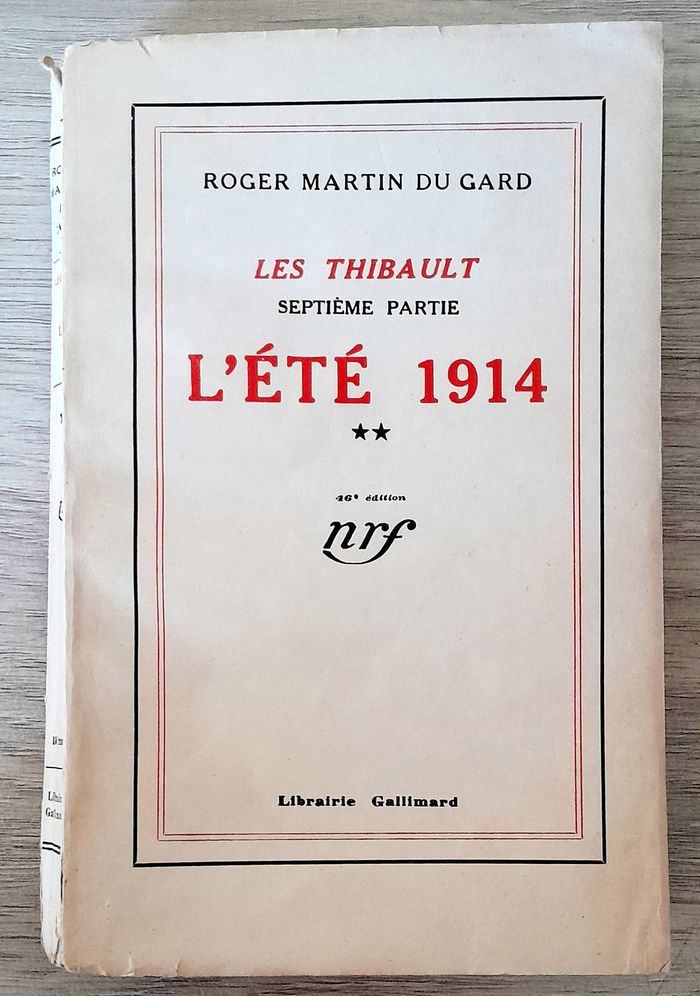 ROGER MARTIN DU GARD
LES THIBAULT
SEPTIÈME PARTIE
L'ÉTÉ 1914
★★
46e édition
nrf
Librairie Gallimard